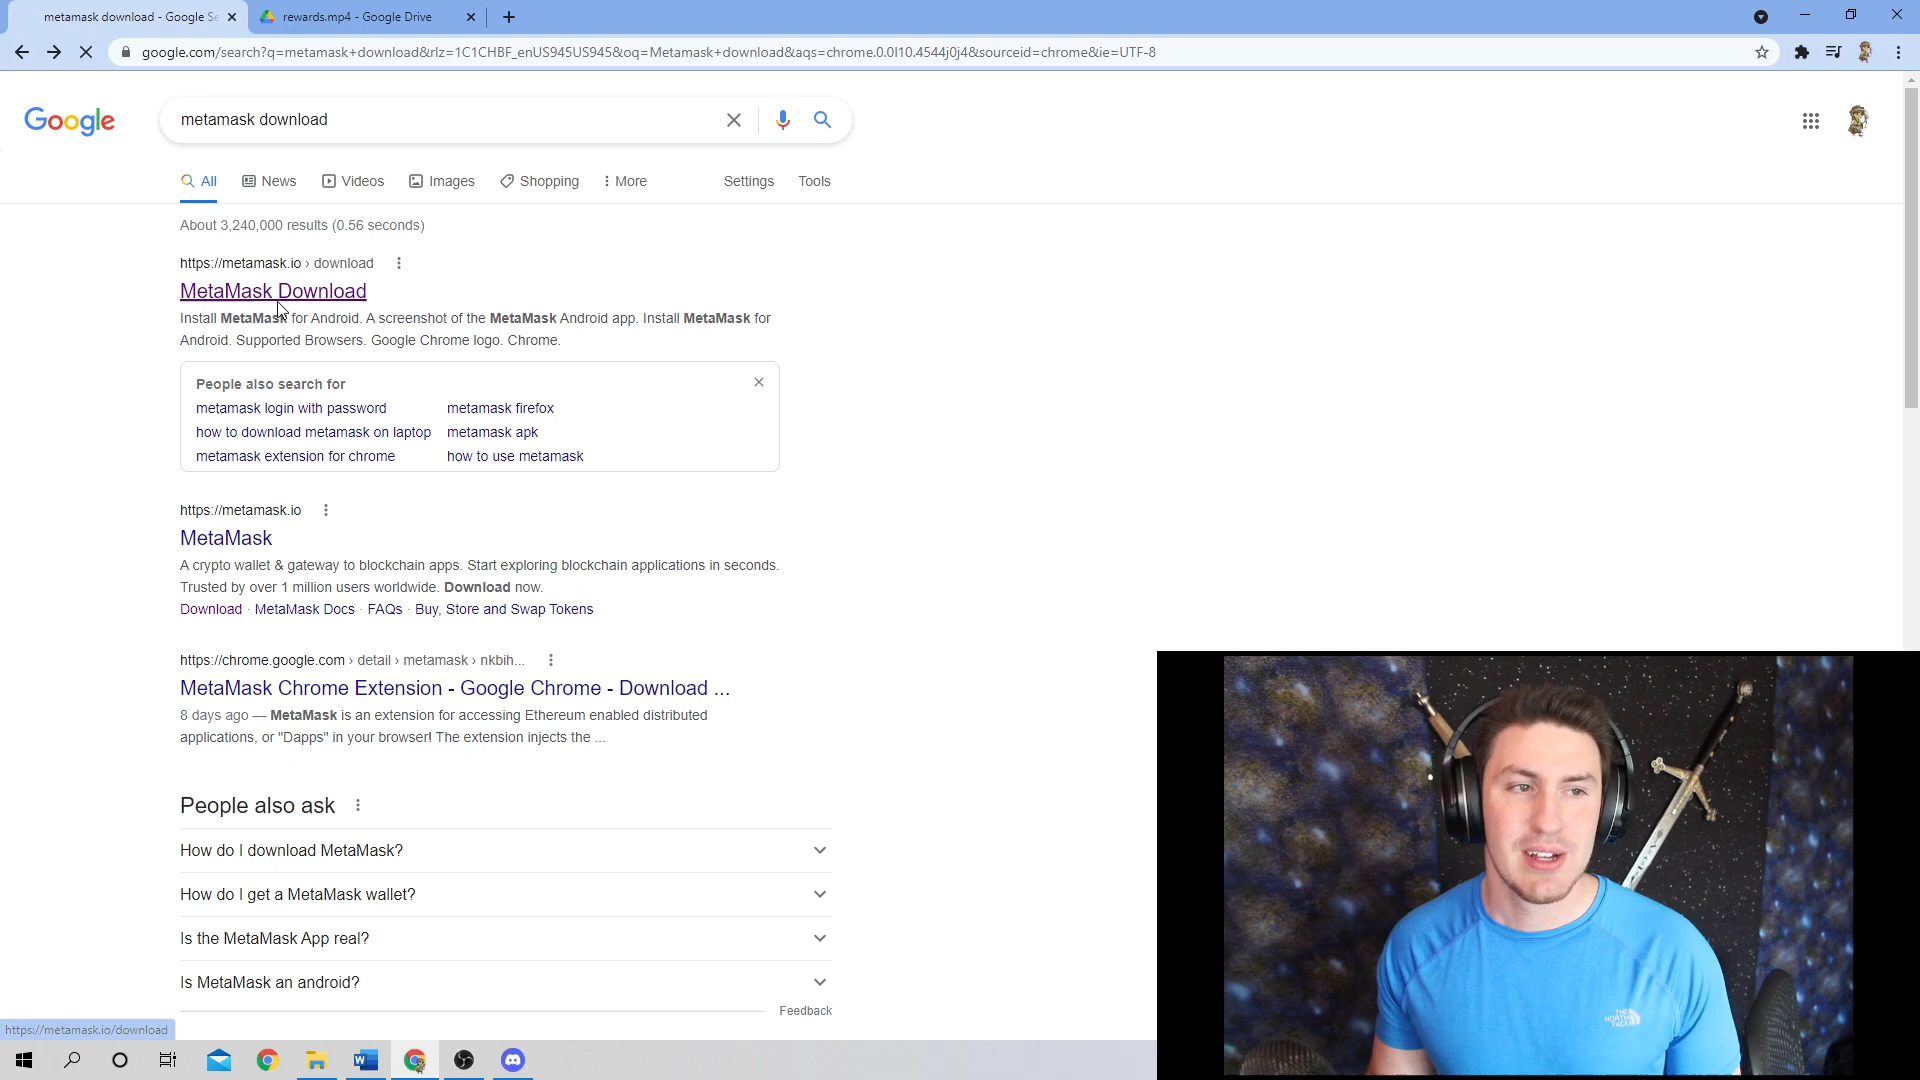 metamask download - Google Se
rewards.mp4 - Google Drive
google.com/search?q=metamask+download&rlz=1C1CHBF_enUS945US945&oq=Metamask+download&aqs=chrome.0.0l10.4544j0j4&sourceid=chrome&ie=UTF-8
Google
metamask download
All News Videos Images Shopping More Settings Tools
About 3,240,000 results (0.56 seconds)
https://metamask.io › download
MetaMask Download
Install MetaMask for Android. A screenshot of the MetaMask Android app. Install MetaMask for
Android. Supported Browsers. Google Chrome logo. Chrome.
People also search for
metamask login with password metamask firefox
how to download metamask on laptop metamask apk
metamask extension for chrome how to use metamask
https://metamask.io
MetaMask
A crypto wallet & gateway to blockchain apps. Start exploring blockchain applications in seconds.
Trusted by over 1 million users worldwide. Download now.
Download · MetaMask Docs · FAQs · Buy, Store and Swap Tokens
https://chrome.google.com › detail › metamask › nkbih...
MetaMask Chrome Extension - Google Chrome - Download ...
8 days ago — MetaMask is an extension for accessing Ethereum enabled distributed
applications, or "Dapps" in your browser! The extension injects the ...
People also ask
How do I download MetaMask?
How do I get a MetaMask wallet?
Is the MetaMask App real?
Is MetaMask an android?
Feedback
https://metamask.io/download
W
THE
NORTH
FACE